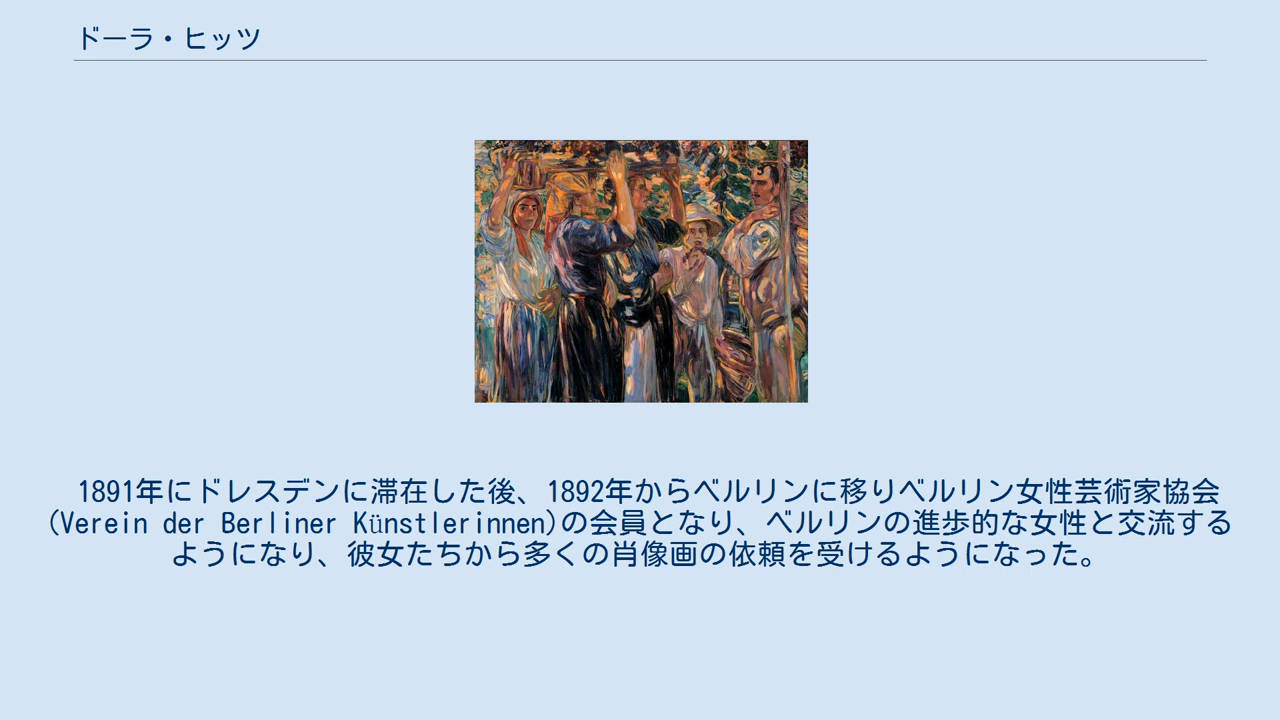 ドーラ・ヒッツ
1891年にドレスデンに滞在した後、1892年からベルリンに移りベルリン女性芸術家協会
(Verein der Berliner Künstlerinnen)の会員となり、ベルリンの進歩的な女性と交流する
ようになり、彼女たちから多くの肖像画の依頼を受けるようになった。